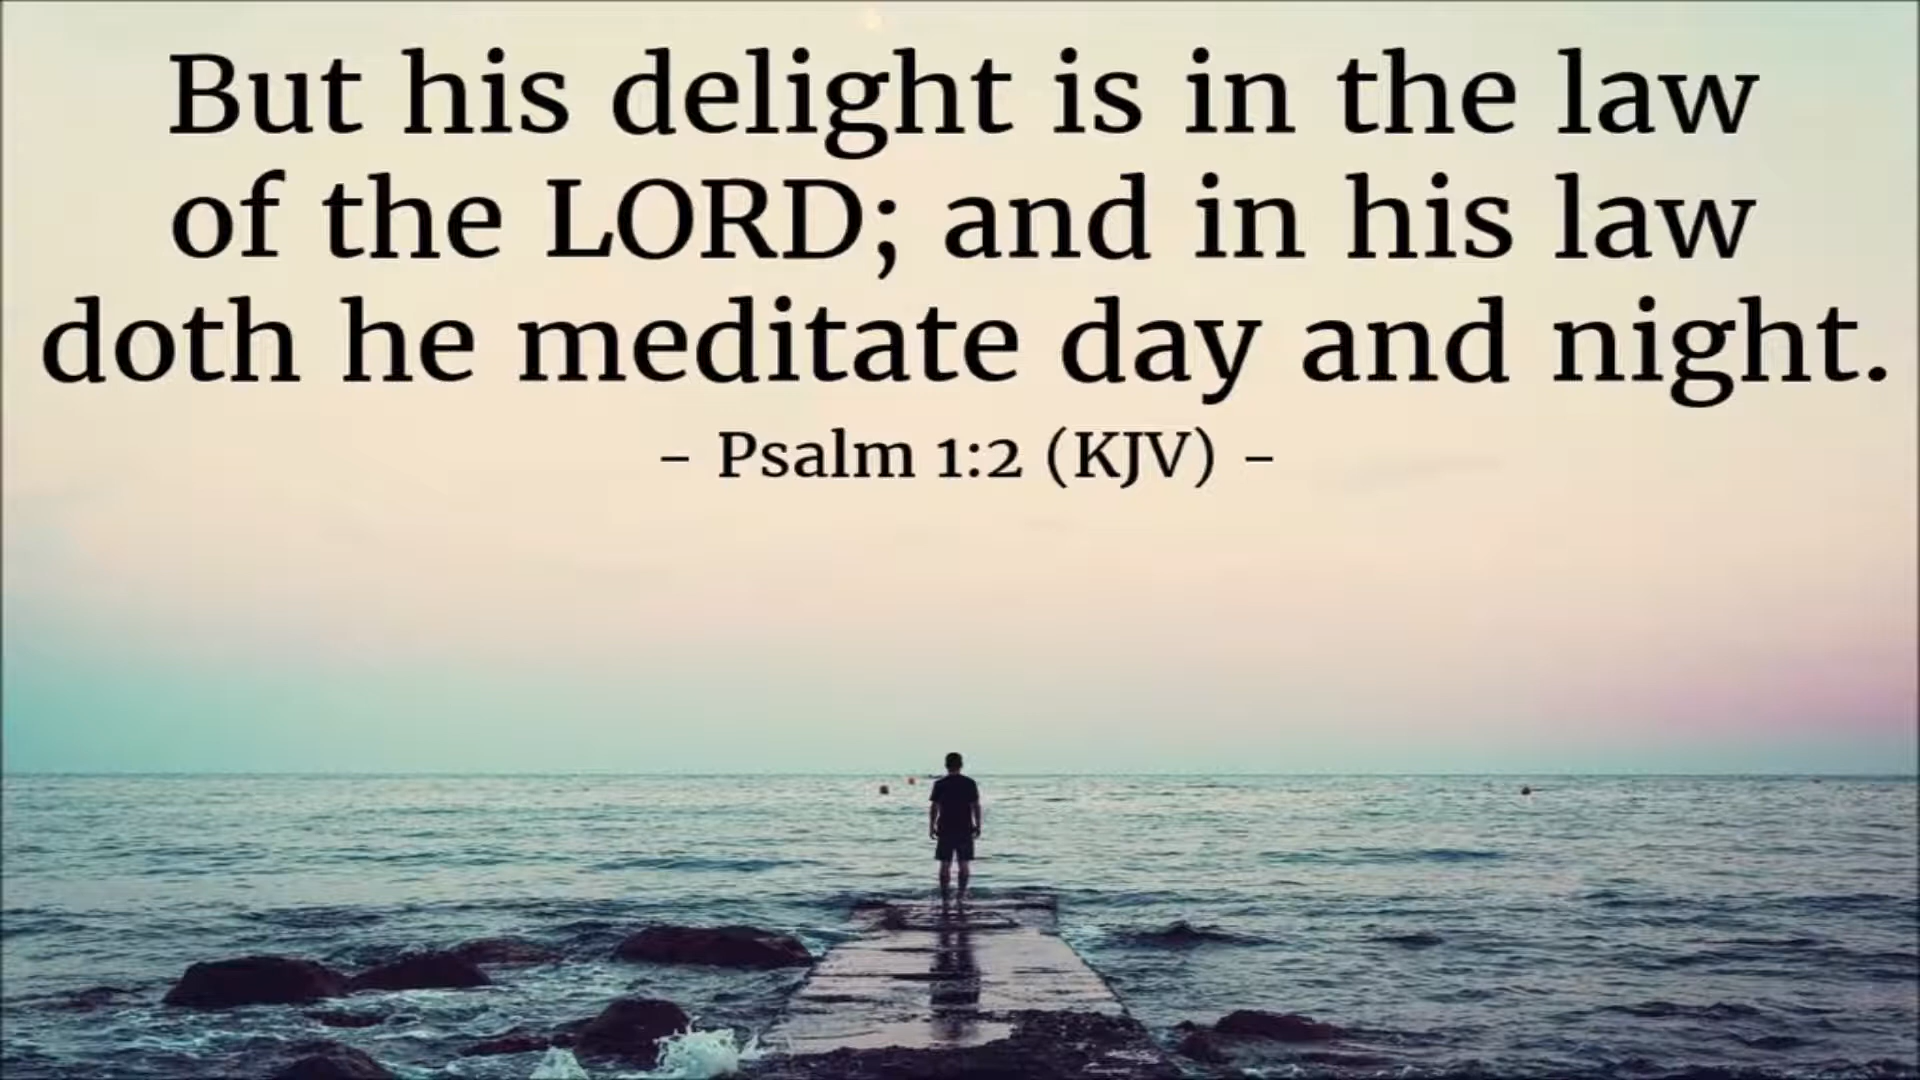 But his delight is in the law
of the LORD; and in his law
doth he meditate day and night.
- Psalm 1:2 (KJV) -